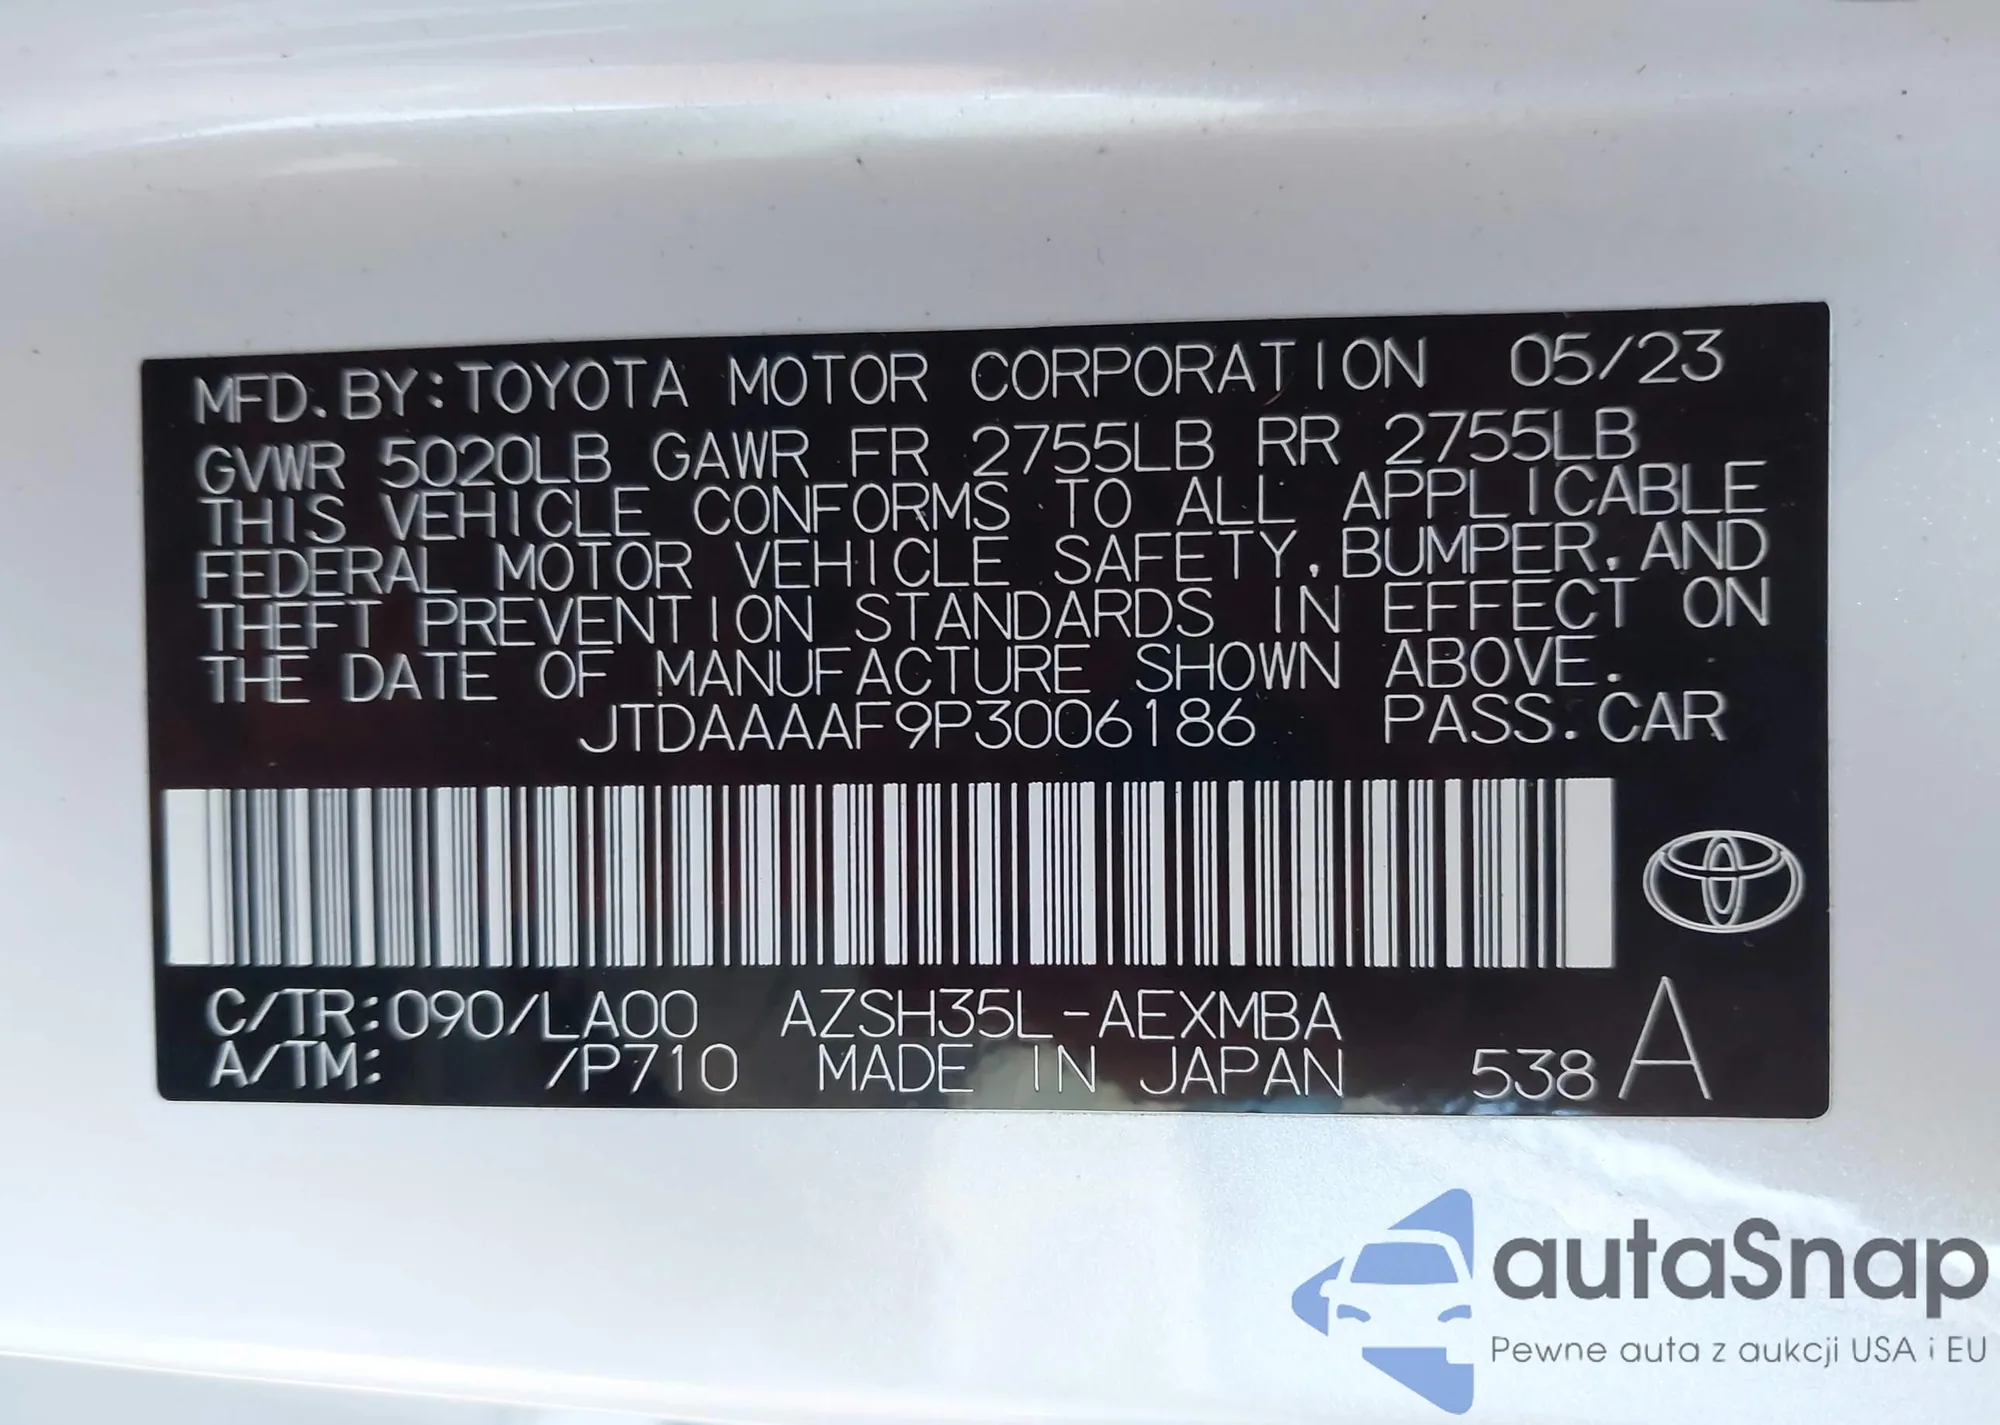 MFD. BY: TOYOTA MOTOR CORPORATION 05/23
GVWR 5020LB GAWR FR 2755LB RR 2755LB
THIS VEHICLE CONFORMS TO ALL APPLICABLE
FEDERAL MOTOR VEHICLE SAFETY, BUMPER, AND
THEFT PREVENTION STANDARDS IN EFFECT ON
THE DATE OF MANUFACTURE SHOWN ABOVE.
JTDAAAAF9P3006186 PASS. CAR
C/TR: 090/LA00 AZSH35L-AEXMBA
A/TM: /P710 MADE IN JAPAN 538 A
autaSnap
Pewne auta z aukcji USA i EU